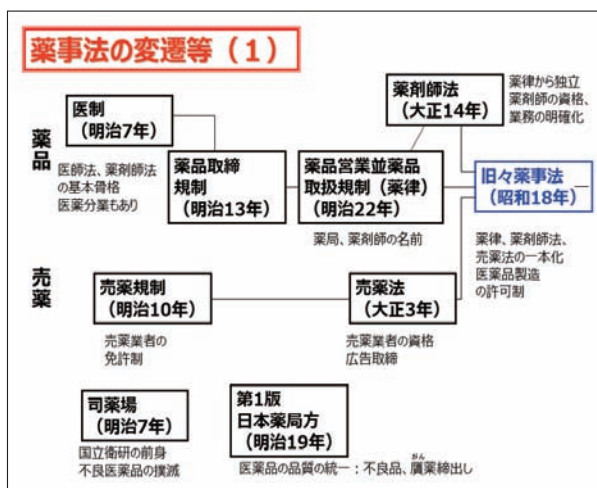 薬事法の変遷等（１）
薬品
医制
（明治7年）
医師法、薬剤師法
の基本骨格
医薬分業もあり
薬品取締
規制
（明治13年）
薬品営業並薬品
取扱規制（薬律）
（明治22年）
薬局、薬剤師の名前
薬剤師法
（大正14年）
薬律から独立
薬剤師の資格、
業務の明確化
旧々薬事法
（昭和18年）
薬律、薬剤師法、
売薬法の一本化
医薬品製造
の許可制
売薬
売薬規制
（明治10年）
売薬業者の
免許制
売薬法
（大正3年）
売薬業者の資格
広告取締
司薬場
（明治7年）
国立衛研の前身
不良医薬品の撲滅
第1版
日本薬局方
（明治19年）
がん
医薬品の品質の統一：不良品、贋薬締出し